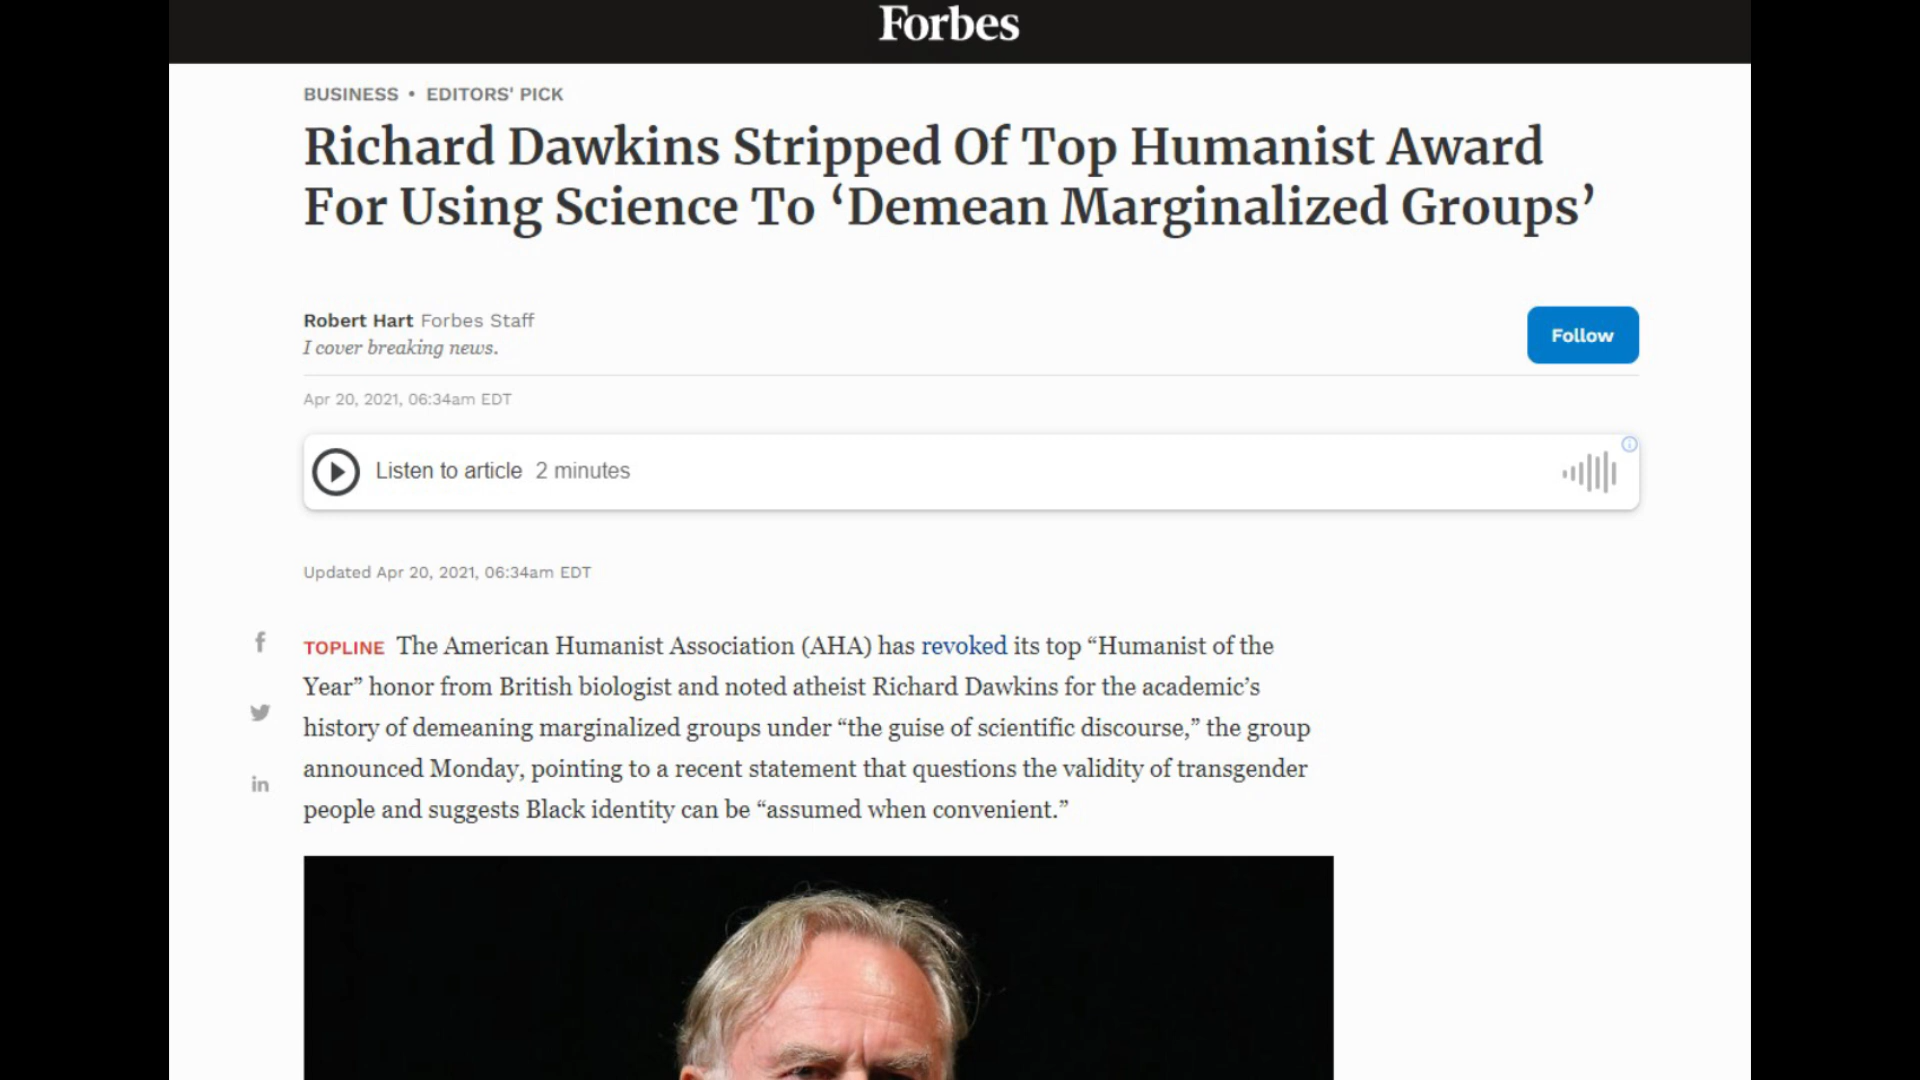 Forbes
BUSINESS • EDITORS' PICK
Richard Dawkins Stripped Of Top Humanist Award
For Using Science To ‘Demean Marginalized Groups’
Robert Hart Forbes Staff
I cover breaking news.
Follow
Apr 20, 2021, 06:34am EDT
Listen to article 2 minutes
Updated Apr 20, 2021, 06:34am EDT
TOPLINE The American Humanist Association (AHA) has revoked its top “Humanist of the
Year” honor from British biologist and noted atheist Richard Dawkins for the academic’s
history of demeaning marginalized groups under “the guise of scientific discourse,” the group
announced Monday, pointing to a recent statement that questions the validity of transgender
people and suggests Black identity can be “assumed when convenient.”